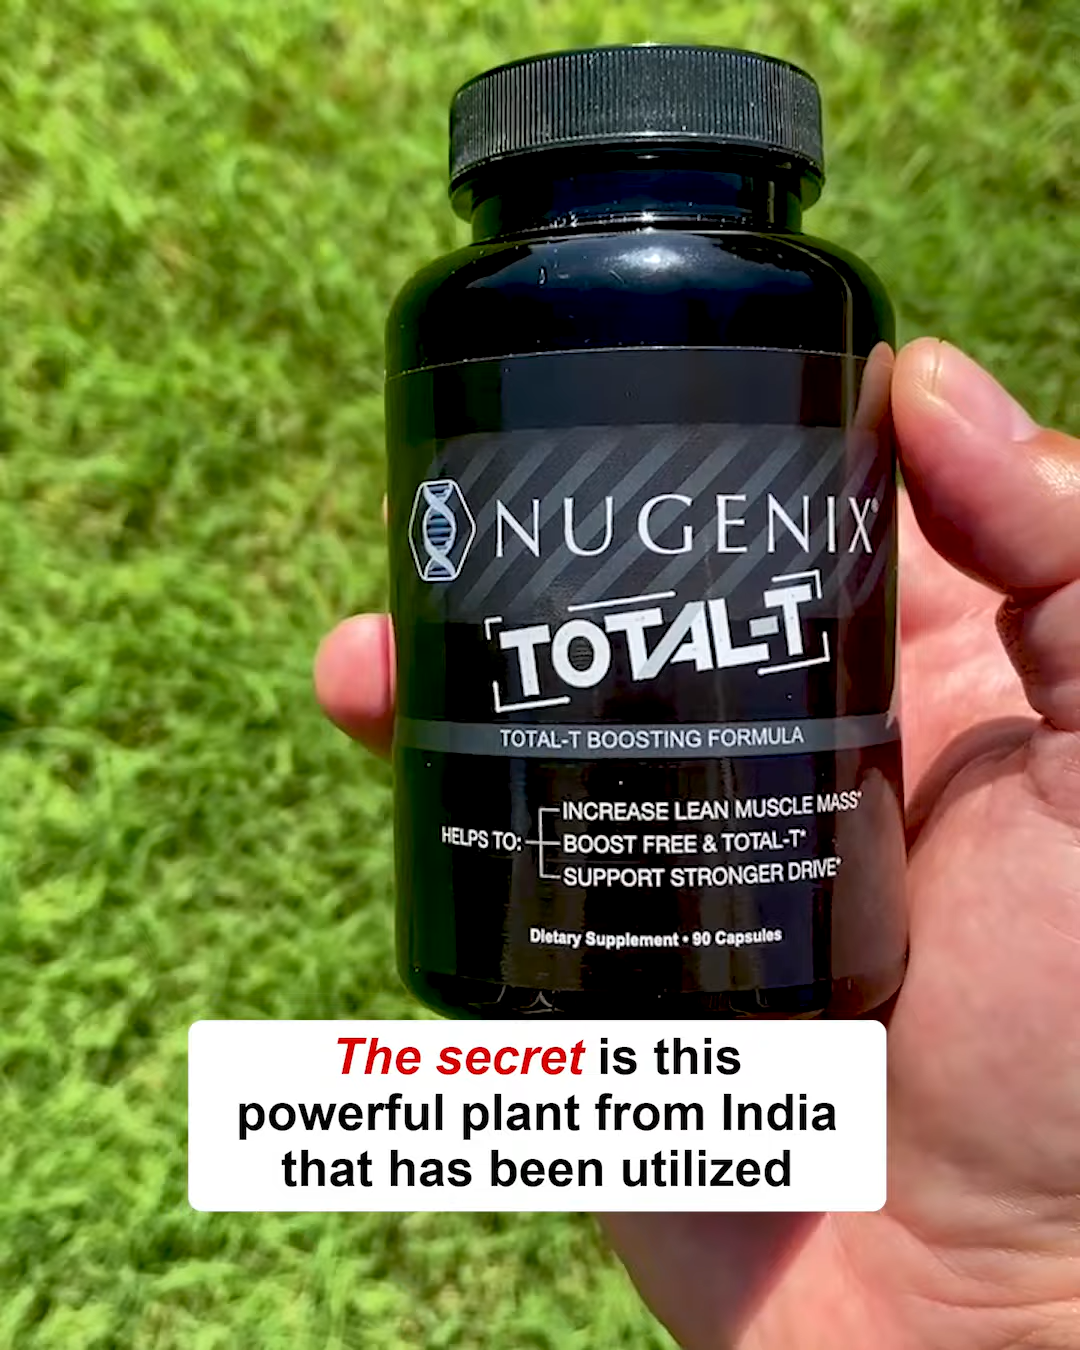 NUGENIX®
TOTAL-T
TOTAL-T BOOSTING FORMULA
HELPS TO:
INCREASE LEAN MUSCLE MASS*
BOOST FREE & TOTAL-T*
SUPPORT STRONGER DRIVE*
Dietary Supplement • 90 Capsules
The secret is this
powerful plant from India
that has been utilized